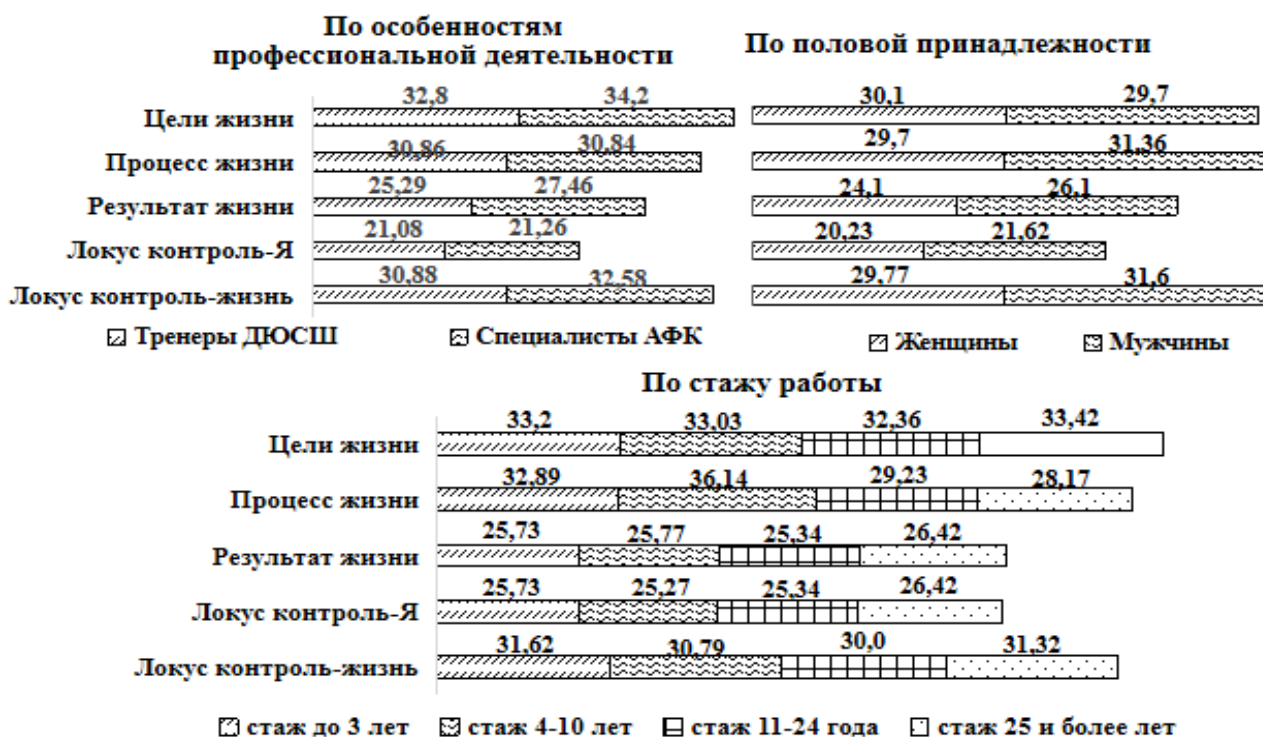 По особенностям
профессиональной деятельности
32,8 34,2
Цели жизни
30,86 30,84
Процесс жизни
25,29 27,46
Результат жизни
21,08 21,26
Локус контроль-Я
30,88 32,58
Локус контроль-жизнь
Тренеры ДЮСШ Специалисты АФК
По половой принадлежности
30,1 29,7
29,7 31,36
24,1 26,1
20,23 21,62
29,77 31,6
Женщины Мужчины
По стажу работы
33,2 33,03 32,36 33,42
Цели жизни
32,89 36,14 29,23 28,17
Процесс жизни
25,73 25,77 25,34 26,42
Результат жизни
25,73 25,27 25,34 26,42
Локус контроль-Я
31,62 30,79 30,0 31,32
Локус контроль-жизнь
стаж до 3 лет стаж 4-10 лет стаж 11-24 года стаж 25 и более лет